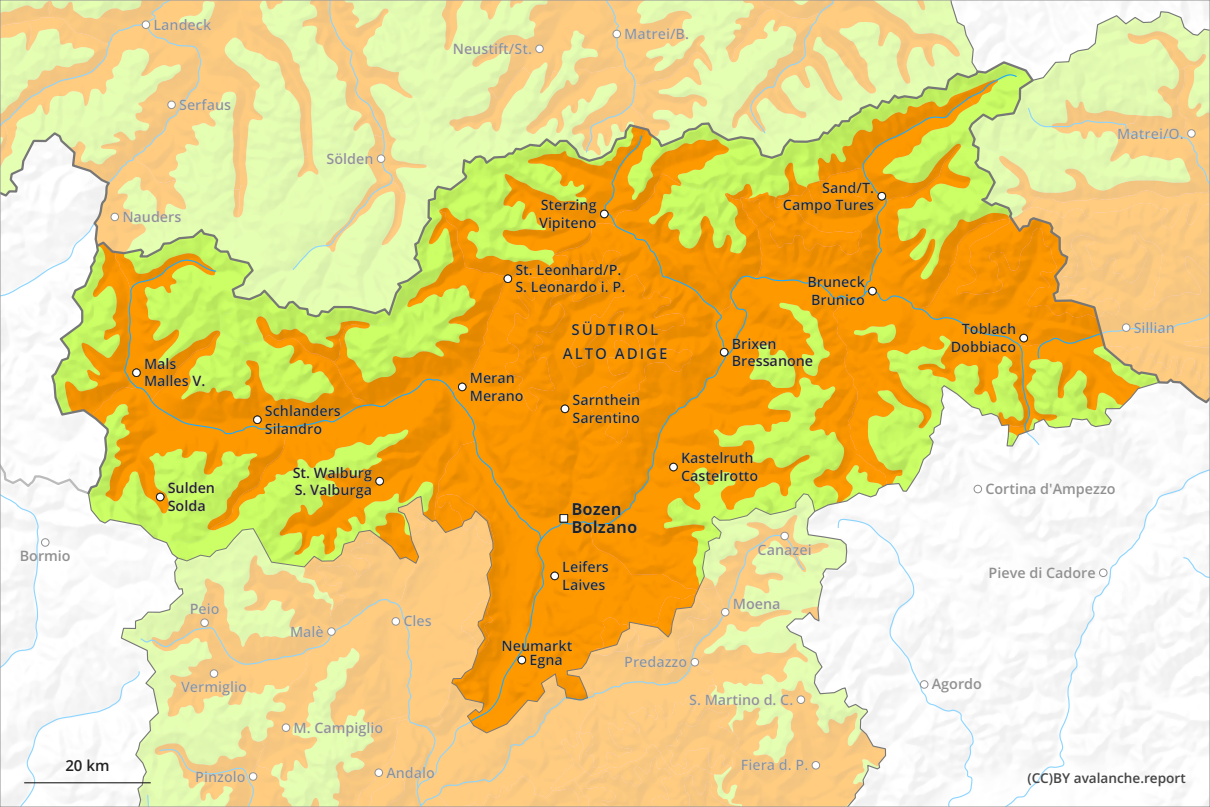 Landeck
Matrei/B.
Neustift/St.
Serfaus
Matrei/O.
Sölden
Sand/T.
Campo Tures
Sterzing
Vipiteno
Nauders
St. Leonhard/P.
S. Leonardo i. P.
Bruneck
Brunico
SÜDTIROL
ALTO ADIGE
Toblach
Dobbiaco
Sillian
Brixen
Bressanone
Mals
Malles V.
Meran
Merano
Sarnthein
Sarentino
Schlanders
Silandro
Kastelruth
Castelrotto
St. Walburg
S. Valburga
Sulden
Solda
Cortina d'Ampezzo
Bozen
Bolzano
Bormio
Canazei
Leifers
Laives
Pieve di Cadore
Peio
Moena
Cles
Malè
Neumarkt
Egna
Predazzo
Vermiglio
Agordo
S. Martino d. C.
M. Campiglio
20 km
Pinzolo
Andalo
Fiera d. P.
(CC)BY avalanche.report